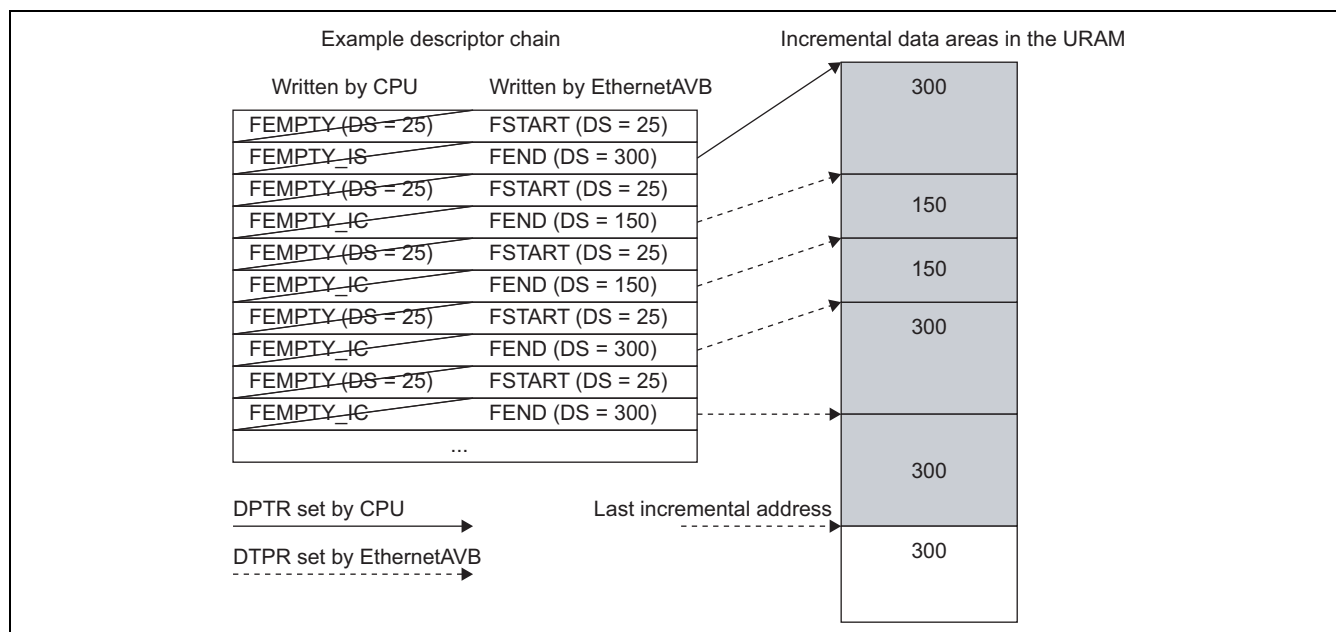 Example descriptor chain
Incremental data areas in the URAM
Written by CPU
Written by EthernetAVB
FEMPTY (DS = 25) FSTART (DS = 25)
FEMPTY_IS FEND (DS = 300)
FEMPTY (DS = 25) FSTART (DS = 25)
FEMPTY_IC FEND (DS = 150)
FEMPTY (DS = 25) FSTART (DS = 25)
FEMPTY_IC FEND (DS = 150)
FEMPTY (DS = 25) FSTART (DS = 25)
FEMPTY_IC FEND (DS = 300)
FEMPTY (DS = 25) FSTART (DS = 25)
FEMPTY_IC FEND (DS = 300)
...
300
150
150
300
300
300
DPTR set by CPU
Last incremental address
DTPR set by EthernetAVB